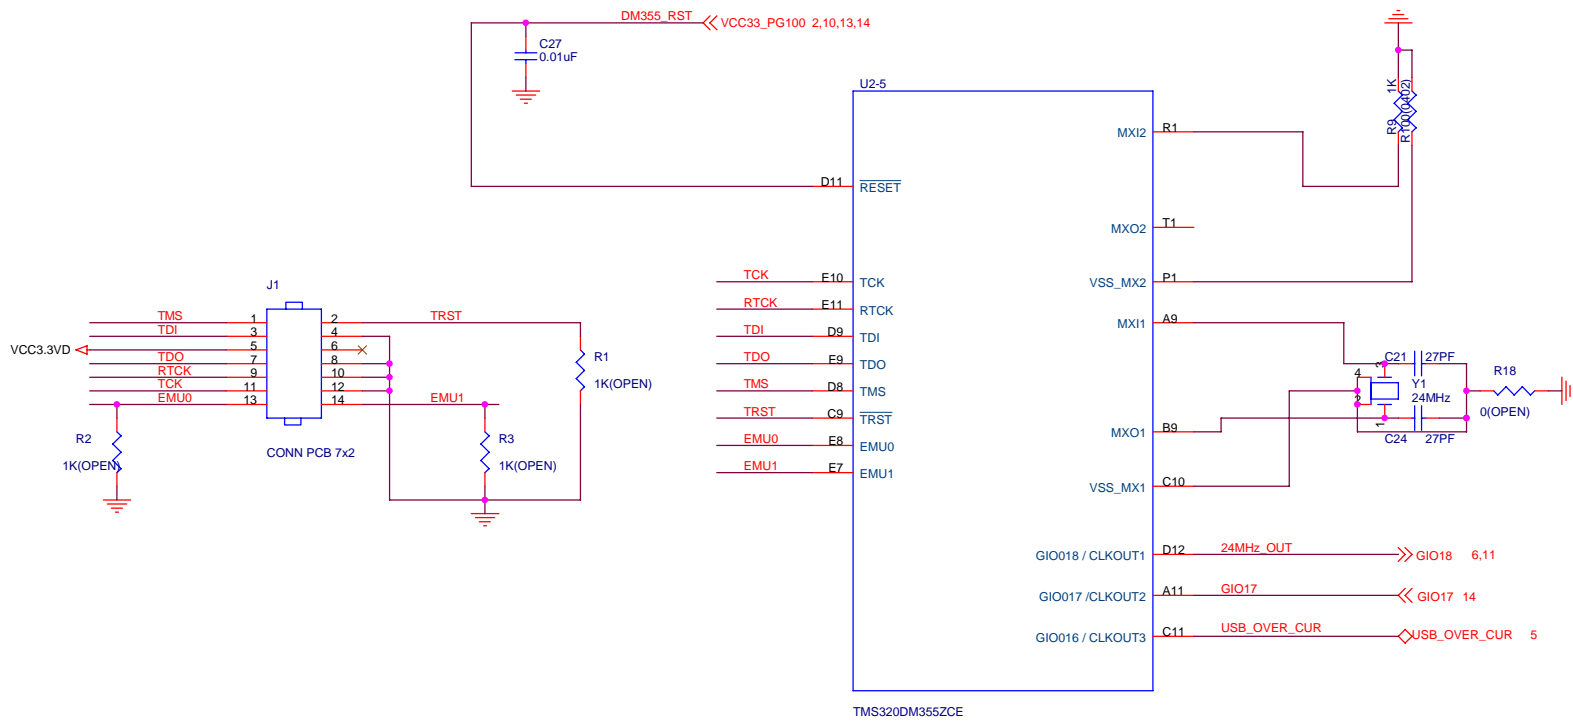 DM355_RST
VCC33_PG100 2,10,13,14
C27
0.01uF
U2-5
1K
R9
R100(0402)
MXI2
R1
D11
RESET
MXO2
T1
TCK
E10
TCK
VSS_MX2
P1
RTCK
E11
RTCK
MXI1
A9
TDI
D9
TDI
TDO
E9
TDO
TMS
D8
TMS
TRST
C9
TRST
MXO1
B9
EMU0
E8
EMU0
EMU1
E7
EMU1
VSS_MX1
C10
C21
27PF
3
4
Y1
24MHz
2
1
C24
27PF
R18
0(OPEN)
J1
TMS
1
2
TRST
TDI
3
4
VCC3.3VD
5
6
TDO
7
8
RTCK
9
10
TCK
11
12
EMU0
13
14
EMU1
R1
1K(OPEN)
R2
1K(OPEN)
R3
1K(OPEN)
CONN PCB 7x2
GIO018 / CLKOUT1
D12
24MHz_OUT
GIO18 6,11
GIO017 /CLKOUT2
A11
GIO17
GIO17 14
GIO016 / CLKOUT3
C11
USB_OVER_CUR
USB_OVER_CUR 5
TMS320DM355ZCE